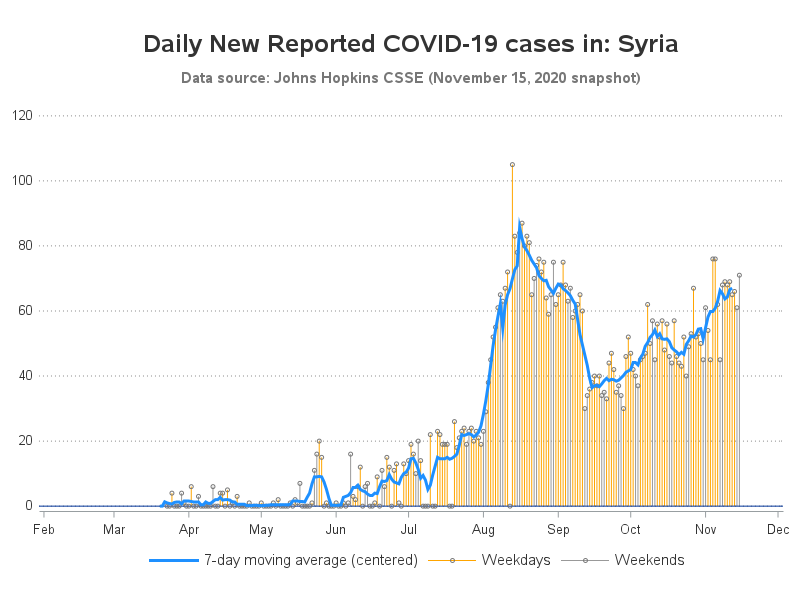 Daily New Reported COVID-19 cases in: Syria
Data source: Johns Hopkins CSSE (November 15, 2020 snapshot)
120
100
80
60
40
20
0
Feb Mar Apr May Jun Jul Aug Sep Oct Nov Dec
7-day moving average (centered) Weekdays Weekends